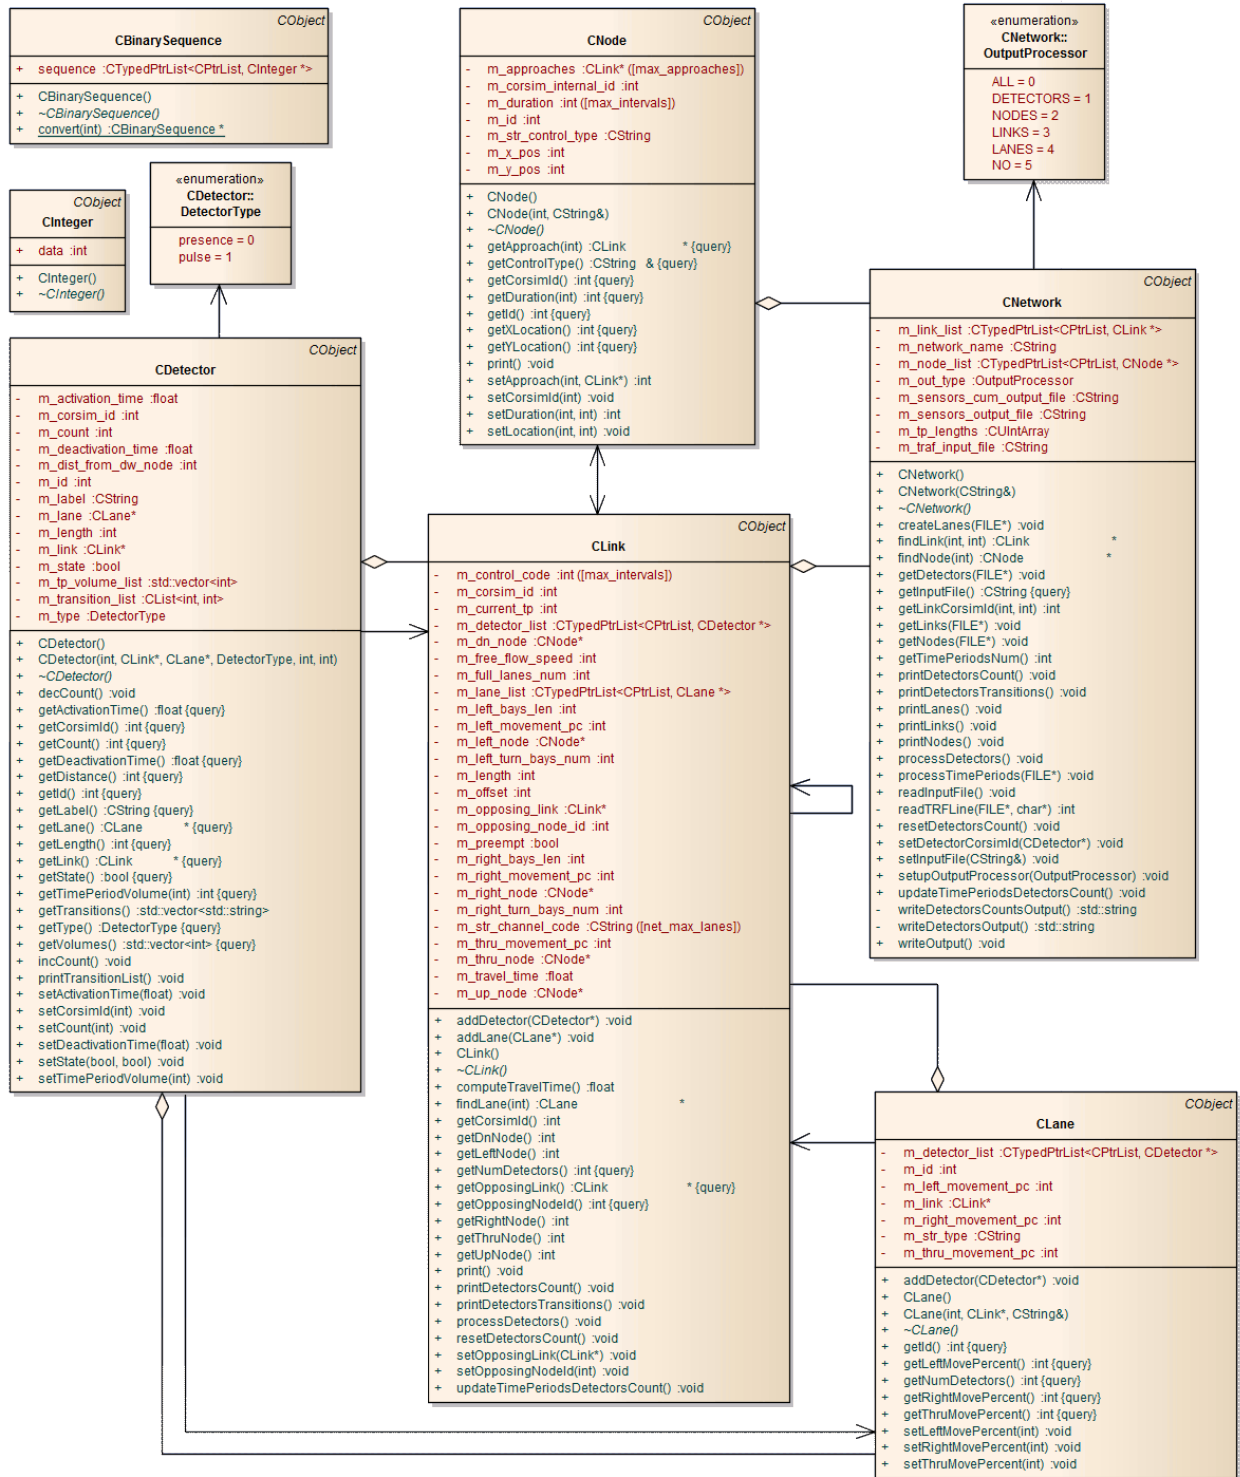 CObject
CBinarySequence
+ sequence :CTypedPtrList<CPtrList, CInteger *>
+ CBinarySequence()
+ ~CBinarySequence()
+ convert(int) :CBinarySequence *
CObject
CInteger
+ data :int
+ CInteger()
+ ~CInteger()
«enumeration»
CDetector::
DetectorType
presence = 0
pulse = 1
CObject
CDetector
- m_activation_time :float
- m_corsim_id :int
- m_count :int
- m_deactivation_time :float
- m_dist_from_dw_node :int
- m_id :int
- m_label :CString
- m_lane :CLane*
- m_length :int
- m_link :CLink*
- m_state :bool
- m_tp_volume_list :std::vector<int>
- m_transition_list :CList<int, int>
- m_type :DetectorType
+ CDetector()
+ CDetector(int, CLink*, CLane*, DetectorType, int, int)
+ ~CDetector()
+ decCount() :void
+ getActivationTime() :float {query}
+ getCorsimId() :int {query}
+ getCount() :int {query}
+ getDeactivationTime() :float {query}
+ getDistance() :int {query}
+ getId() :int {query}
+ getLabel() :CString {query}
+ getLane() :CLane * {query}
+ getLength() :int {query}
+ getLink() :CLink * {query}
+ getState() :bool {query}
+ getTimePeriodVolume(int) :int {query}
+ getTransitions() :std::vector<std::string>
+ getType() :DetectorType {query}
+ getVolumes() :std::vector<int> {query}
+ incCount() :void
+ printTransitionList() :void
+ setActivationTime(float) :void
+ setCorsimId(int) :void
+ setCount(int) :void
+ setDeactivationTime(float) :void
+ setState(bool, bool) :void
+ setTimePeriodVolume(int) :void
CObject
CNode
- m_approaches :CLink* ([max_approaches])
- m_corsim_internal_id :int
- m_duration :int ([max_intervals])
- m_id :int
- m_str_control_type :CString
- m_x_pos :int
- m_y_pos :int
+ CNode()
+ CNode(int, CString&)
+ ~CNode()
+ getApproach(int) :CLink * {query}
+ getControlType() :CString & {query}
+ getCorsimId() :int {query}
+ getDuration(int) :int {query}
+ getId() :int {query}
+ getXLocation() :int {query}
+ getYLocation() :int {query}
+ print() :void
+ setApproach(int, CLink*) :int
+ setCorsimId(int) :void
+ setDuration(int, int) :int
+ setLocation(int, int) :void
CObject
CLink
- m_control_code :int ([max_intervals])
- m_corsim_id :int
- m_current_tp :int
- m_detector_list :CTypedPtrList<CPtrList, CDetector *>
- m_dn_node :CNode*
- m_free_flow_speed :int
- m_full_lanes_num :int
- m_lane_list :CTypedPtrList<CPtrList, CLane *>
- m_left_bays_len :int
- m_left_movement_pc :int
- m_left_node :CNode*
- m_left_turn_bays_num :int
- m_length :int
- m_offset :int
- m_opposing_link :CLink*
- m_opposing_node_id :int
- m_preempt :bool
- m_right_bays_len :int
- m_right_movement_pc :int
- m_right_node :CNode*
- m_right_turn_bays_num :int
- m_str_channel_code :CString ([net_max_lanes])
- m_thru_movement_pc :int
- m_thru_node :CNode*
- m_travel_time :float
- m_up_node :CNode*
+ addDetector(CDetector*) :void
+ addLane(CLane*) :void
+ CLink()
+ ~CLink()
+ computeTravelTime() :float
+ findLane(int) :CLane *
+ getCorsimId() :int
+ getDnNode() :int
+ getLeftNode() :int
+ getNumDetectors() :int {query}
+ getOpposingLink() :CLink * {query}
+ getOpposingNodeId() :int {query}
+ getRightNode() :int
+ getThruNode() :int
+ getUpNode() :int
+ print() :void
+ printDetectorsCount() :void
+ printDetectorsTransitions() :void
+ processDetectors() :void
+ resetDetectorsCount() :void
+ setOpposingLink(CLink*) :void
+ setOpposingNodeId(int) :void
+ updateTimePeriodsDetectorsCount() :void
«enumeration»
CNetwork::
OutputProcessor
ALL = 0
DETECTORS = 1
NODES = 2
LINKS = 3
LANES = 4
NO = 5
CObject
CNetwork
- m_link_list :CTypedPtrList<CPtrList, CLink *>
- m_network_name :CString
- m_node_list :CTypedPtrList<CPtrList, CNode *>
- m_out_type :OutputProcessor
- m_sensors_cum_output_file :CString
- m_sensors_output_file :CString
- m_tp_lengths :CUIntArray
- m_traf_input_file :CString
+ CNetwork()
+ CNetwork(CString&)
+ ~CNetwork()
+ createLanes(FILE*) :void
+ findLink(int, int) :CLink *
+ findNode(int) :CNode *
+ getDetectors(FILE*) :void
+ getInputFile() :CString {query}
+ getLinkCorsimId(int, int) :int
+ getLinks(FILE*) :void
+ getNodes(FILE*) :void
+ getTimePeriodsNum() :int
+ printDetectorsCount() :void
+ printDetectorsTransitions() :void
+ printLanes() :void
+ printLinks() :void
+ printNodes() :void
+ processDetectors() :void
+ processTimePeriods(FILE*) :void
+ readInputFile() :void
- readTRFLine(FILE*, char*) :int
+ resetDetectorsCount() :void
+ setDetectorCorsimId(CDetector*) :void
+ setInputFile(CString&) :void
+ setupOutputProcessor(OutputProcessor) :void
+ updateTimePeriodsDetectorsCount() :void
- writeDetectorsCountsOutput() :std::string
- writeDetectorsOutput() :std::string
+ writeOutput() :void
CObject
CLane
- m_detector_list :CTypedPtrList<CPtrList, CDetector *>
- m_id :int
- m_left_movement_pc :int
- m_link :CLink*
- m_right_movement_pc :int
- m_str_type :CString
- m_thru_movement_pc :int
+ addDetector(CDetector*) :void
+ CLane()
+ CLane(int, CLink*, CString&)
+ ~CLane()
+ getId() :int {query}
+ getLeftMovePercent() :int {query}
+ getNumDetectors() :int {query}
+ getRightMovePercent() :int {query}
+ getThruMovePercent() :int {query}
+ setLeftMovePercent(int) :void
+ setRightMovePercent(int) :void
+ setThruMovePercent(int) :void